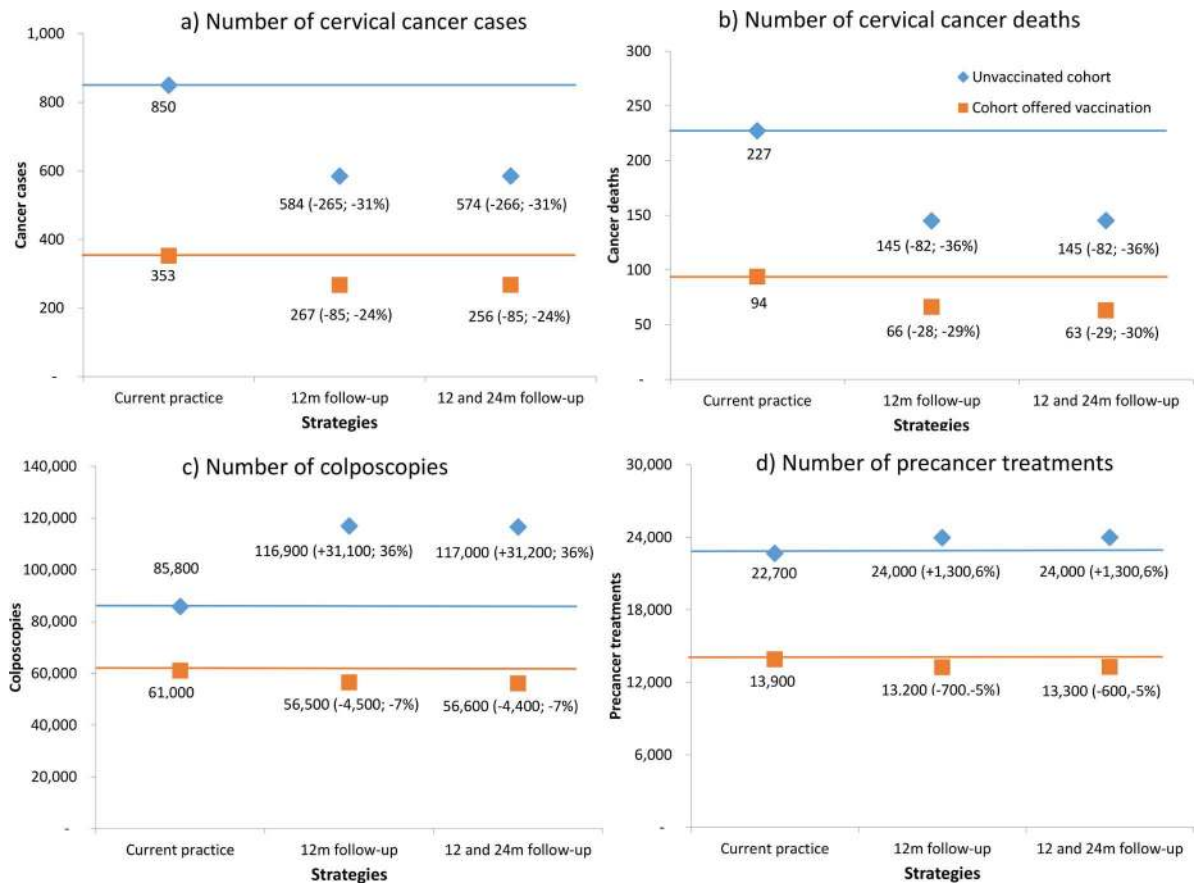 a) Number of cervical cancer cases
1,000
800
600
400
200
-
Cancer cases
850
584 (-265; -31%)
574 (-266; -31%)
353
267 (-85; -24%)
256 (-85; -24%)
Current practice
12m follow-up
12 and 24m follow-up
Strategies
b) Number of cervical cancer deaths
300
250
200
150
100
50
-
Cancer deaths
Unvaccinated cohort
Cohort offered vaccination
227
145 (-82; -36%)
145 (-82; -36%)
94
66 (-28; -29%)
63 (-29; -30%)
Current practice
12m follow-up
12 and 24m follow-up
Strategies
c) Number of colposcopies
140,000
120,000
100,000
80,000
60,000
40,000
20,000
-
Colposcopies
116,900 (+31,100; 36%)
117,000 (+31,200; 36%)
85,800
61,000
56,500 (-4,500; -7%)
56,600 (-4,400; -7%)
Current practice
12m follow-up
12 and 24m follow-up
Strategies
d) Number of precancer treatments
30,000
24,000
18,000
12,000
6,000
-
Precancer treatments
22,700
24,000 (+1,300,6%)
24,000 (+1,300,6%)
13,900
13.200 (-700,-5%)
13,300 (-600,-5%)
Current practice
12m follow-up
12 and 24m follow-up
Strategies